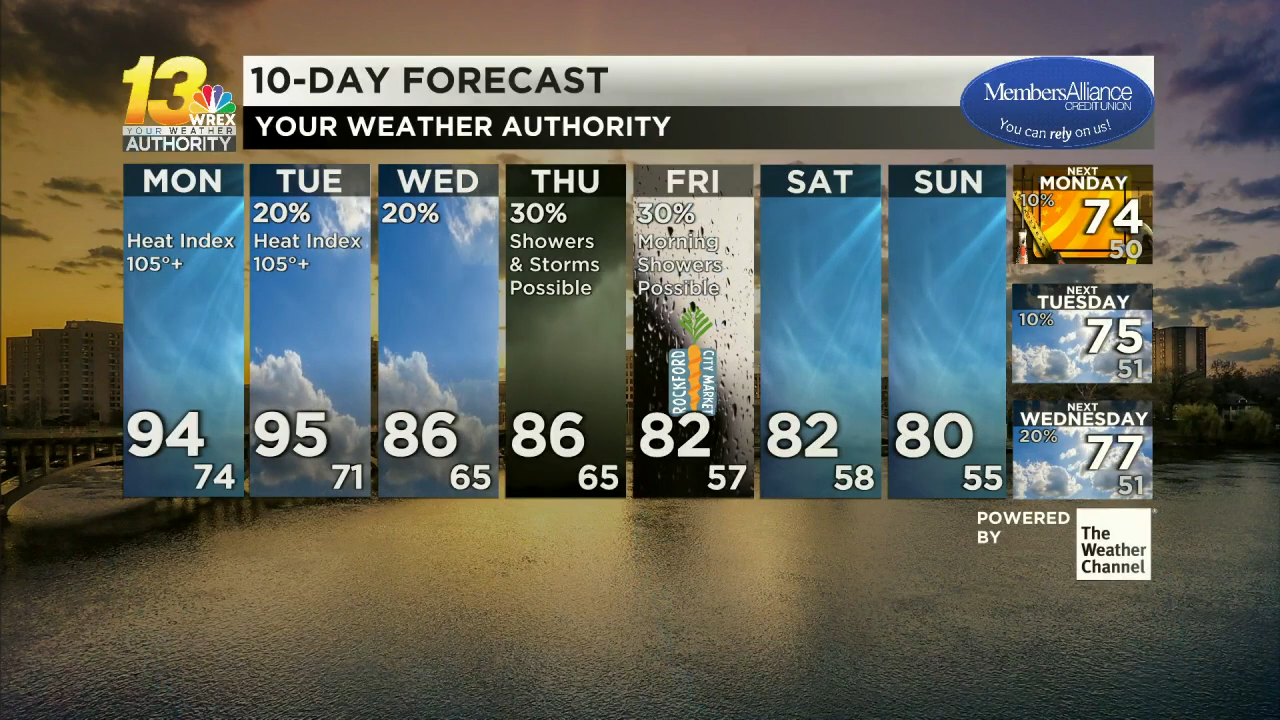 13
WREX
YOUR WEATHER
AUTHORITY
10-DAY FORECAST
YOUR WEATHER AUTHORITY
MembersAlliance
CREDIT UNION
You can rely on us!
MON
Heat Index
105°+
94
74
TUE
20%
Heat Index
105°+
95
71
WED
20%
86
65
THU
30%
Showers
& Storms
Possible
86
65
FRI
30%
Morning
Showers
Possible
ROCKFORD
CITY MARKET
82
57
SAT
82
58
SUN
80
55
NEXT
MONDAY
10%
74
50
NEXT
TUESDAY
10%
75
51
NEXT
WEDNESDAY
20%
77
51
POWERED
BY
The
Weather
Channel